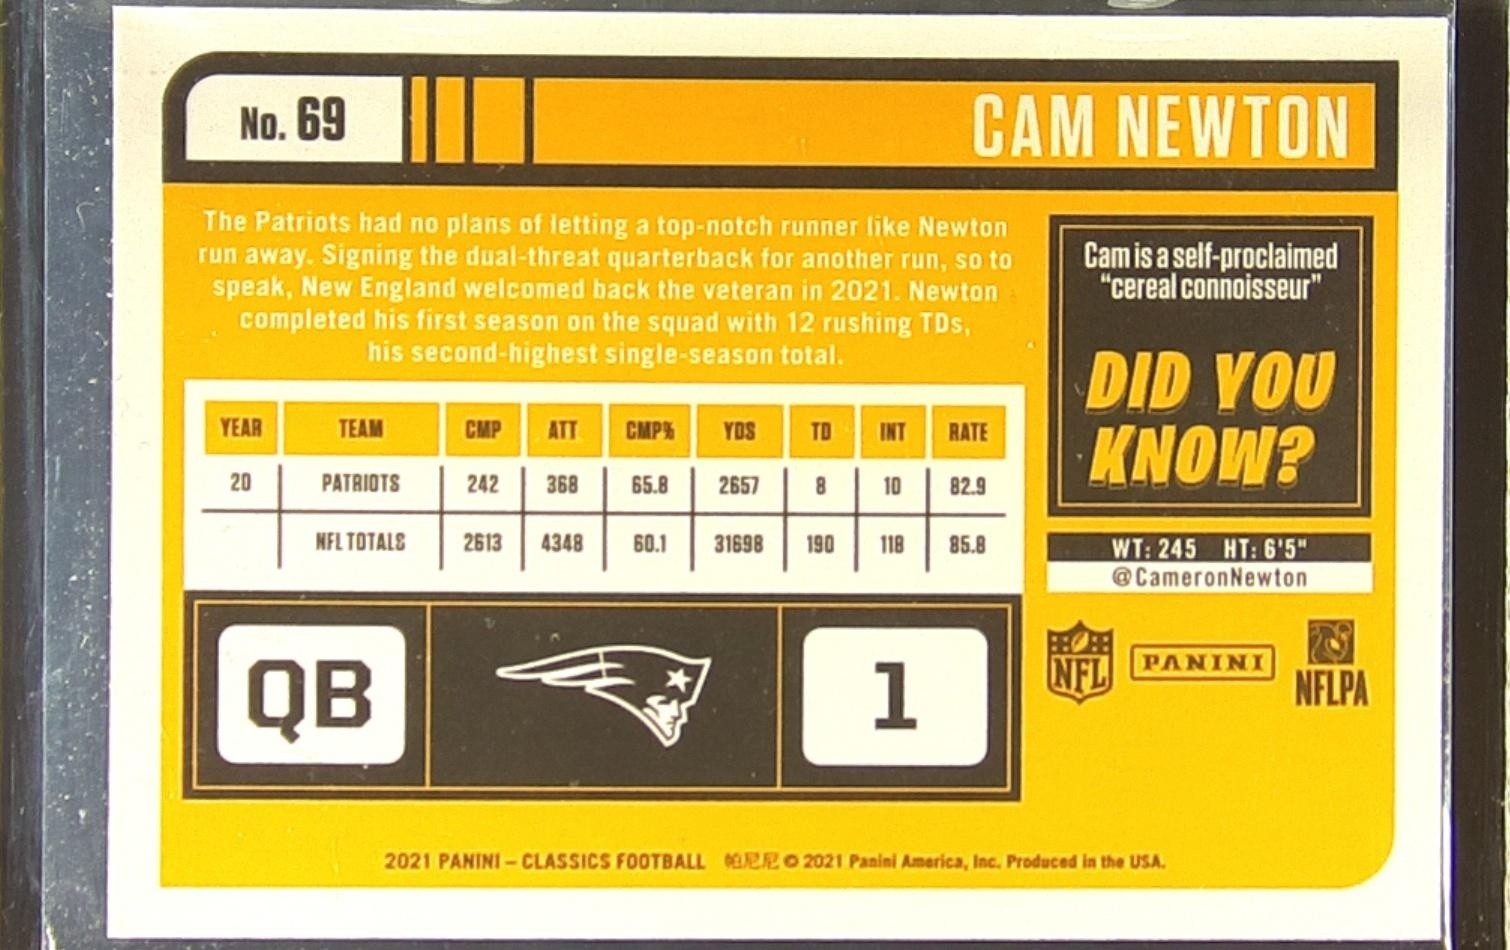 No. 69
CAM NEWTON
The Patriots had no plans of letting a top-notch runner like Newton
run away. Signing the dual-threat quarterback for another run, so to
speak, New England welcomed back the veteran in 2021. Newton
completed his first season on the squad with 12 rushing TDs,
his second-highest single-season total.
Cam is a self-proclaimed
“cereal connoisseur”
DID YOU
KNOW?
YEAR TEAM CMP ATT CMP% YDS TD INT RATE
20 PATRIOTS 242 368 65.8 2657 8 10 82.9
NFL TOTALS 2613 4348 60.1 31698 190 118 85.8
WT: 245 HT: 6'5"
@CameronNewton
QB
1
NFL
PANINI
NFLPA
2021 PANINI – CLASSICS FOOTBALL 帕尼尼 © 2021 Panini America, Inc. Produced in the USA.